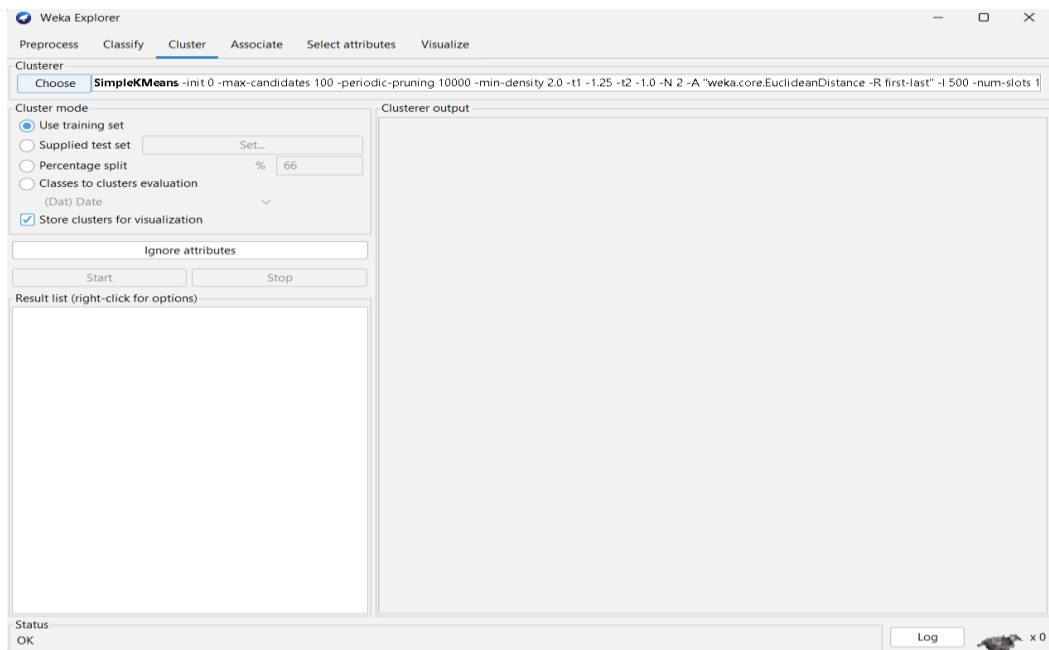 Weka Explorer
Preprocess Classify Cluster Associate Select attributes Visualize
Clusterer
Choose SimpleKMeans -init 0 -max-candidates 100 -periodic-pruning 10000 -min-density 2.0 -t1 -1.25 -t2 -1.0 -N 2 -A "weka.core.EuclideanDistance -R first-last" -I 500 -num-slots 1
Cluster mode
Use training set
Supplied test set Set...
Percentage split % 66
Classes to clusters evaluation
(Dat) Date
Store clusters for visualization
Ignore attributes
Start Stop
Result list (right-click for options)
Clusterer output
Status
OK
Log x 0